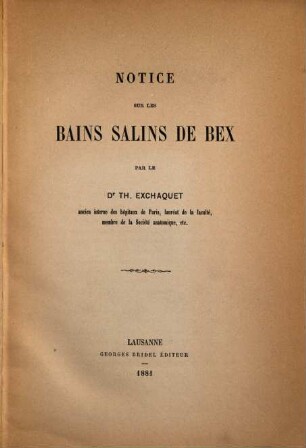 NOTICE
SUR LES
BAINS SALINS DE BEX
PAR LE
Dr TH. EXCHAQUET
ancien interne des hôpitaux de Paris, lauréat de la faculté,
membre de la Société anatomique, etc.
LAUSANNE
GEORGES BRIDEL ÉDITEUR
1881